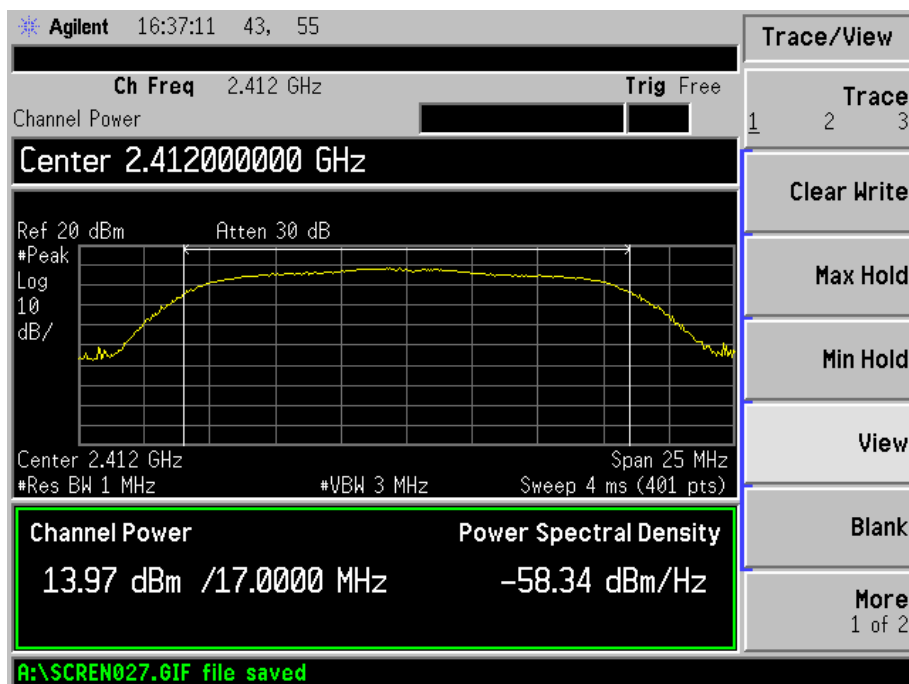 Agilent 16:37:11 43, 55
Trace/View
Ch Freq 2.412 GHz Trig Free
Channel Power
Trace
1 2 3
Center 2.412000000 GHz
Clear Write
Ref 20 dBm Atten 30 dB
#Peak
Log
10
dB/
Max Hold
Min Hold
View
Center 2.412 GHz Span 25 MHz
#Res BW 1 MHz #VBW 3 MHz Sweep 4 ms (401 pts)
Channel Power Power Spectral Density
13.97 dBm /17.0000 MHz -58.34 dBm/Hz
Blank
More
1 of 2
A:\SCREN027.GIF file saved